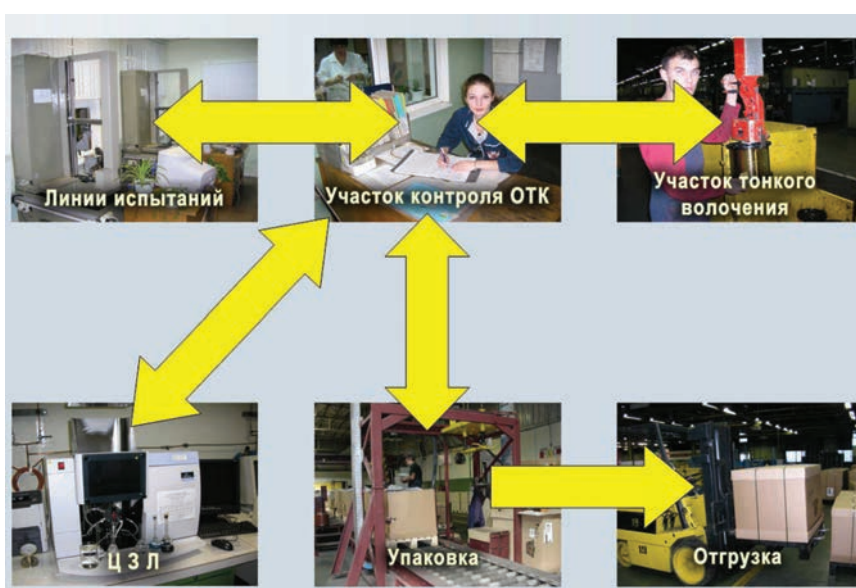 Линии испытаний
Участок контроля ОТК
Участок тонкого
волочения
Ц З Л
Упаковка
Отгрузка